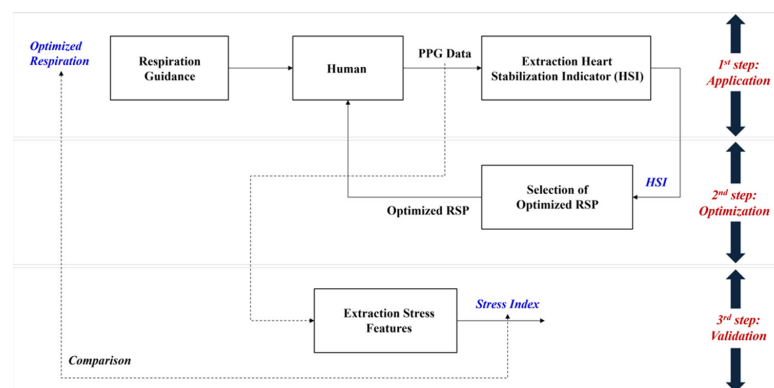 Optimized
Respiration
Respiration
Guidance
Human
PPG Data
Extraction Heart
Stabilization Indicator (HSI)
1st step:
Application
Optimized RSP
Selection of
Optimized RSP
HSI
2nd step:
Optimization
Extraction Stress
Features
Stress Index
3rd step:
Validation
Comparison